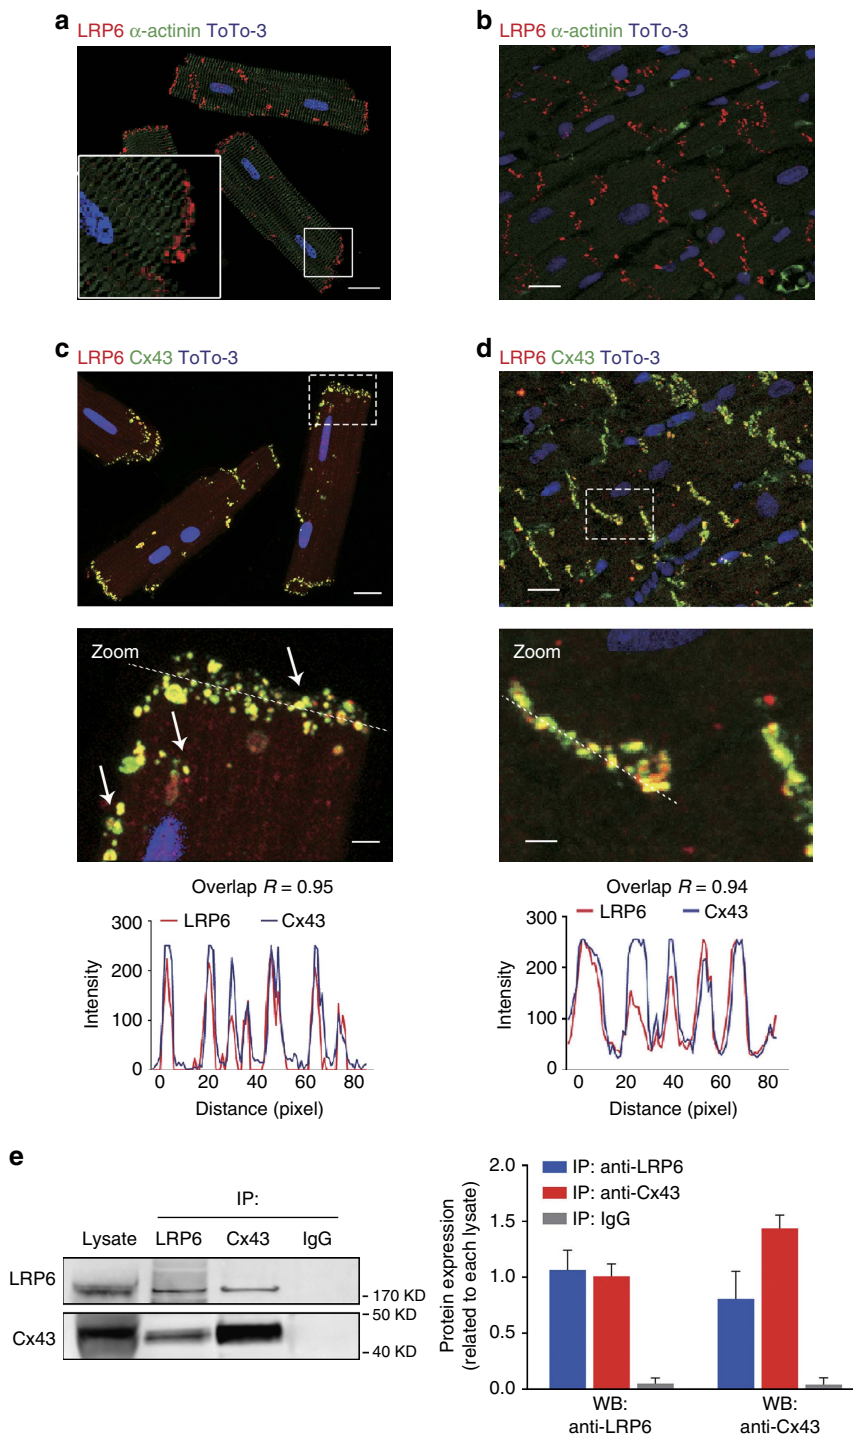 a LRP6 α-actinin ToTo-3
b LRP6 α-actinin ToTo-3
c LRP6 Cx43 ToTo-3
d LRP6 Cx43 ToTo-3
Zoom
Zoom
Overlap R = 0.95
LRP6 Cx43
Intensity
300
200
100
0
0 20 40 60 80
Distance (pixel)
Overlap R = 0.94
LRP6 Cx43
Intensity
300
200
100
0
0 20 40 60 80
Distance (pixel)
e
IP:
Lysate LRP6 Cx43 IgG
LRP6
- 170 KD
- 50 KD
Cx43
- 40 KD
Protein expression
(related to each lysate)
2.0
1.5
1.0
0.5
0.0
IP: anti-LRP6
IP: anti-Cx43
IP: IgG
WB:
anti-LRP6
WB:
anti-Cx43